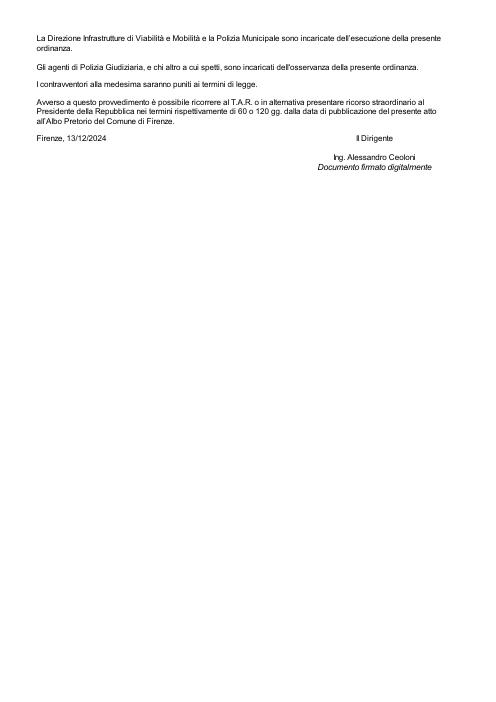 La Direzione Infrastrutture di Viabilità e Mobilità e la Polizia Municipale sono incaricate dell'esecuzione della presente
ordinanza.
Gli agenti di Polizia Giudiziaria, e chi altro a cui spetti, sono incaricati dell'osservanza della presente ordinanza.
I contravventori alla medesima saranno puniti ai termini di legge.
Avverso a questo provvedimento è possibile ricorrere al T.A.R. o in alternativa presentare ricorso straordinario al
Presidente della Repubblica nei termini rispettivamente di 60 o 120 gg. dalla data di pubblicazione del presente atto
all'Albo Pretorio del Comune di Firenze.
Firenze, 13/12/2024 Il Dirigente
Ing. Alessandro Ceoloni
Documento firmato digitalmente